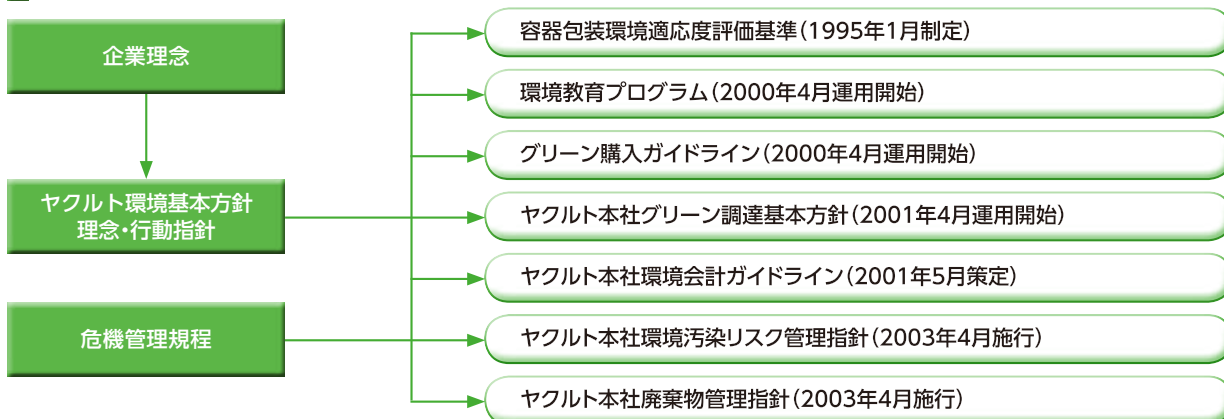 企業理念
ヤクルト環境基本方針
理念・行動指針
危機管理規程
容器包装環境適応度評価基準（1995年1月制定）
環境教育プログラム（2000年4月運用開始）
グリーン購入ガイドライン（2000年4月運用開始）
ヤクルト本社グリーン調達基本方針（2001年4月運用開始）
ヤクルト本社環境会計ガイドライン（2001年5月策定）
ヤクルト本社環境汚染リスク管理指針（2003年4月施行）
ヤクルト本社廃棄物管理指針（2003年4月施行）